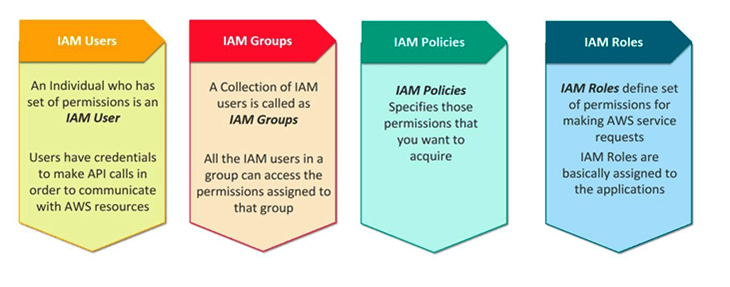 IAM Users
An Individual who has
set of permissions is an
IAM User
Users have credentials
to make API calls in
order to communicate
with AWS resources
IAM Groups
A Collection of IAM
users is called as
IAM Groups
All the IAM users in a
group can access the
permissions assigned to
that group
IAM Policies
IAM Policies
Specifies those
permissions that
you want to
acquire
IAM Roles
IAM Roles define set
of permissions for
making AWS service
requests
IAM Roles are
basically assigned to
the applications